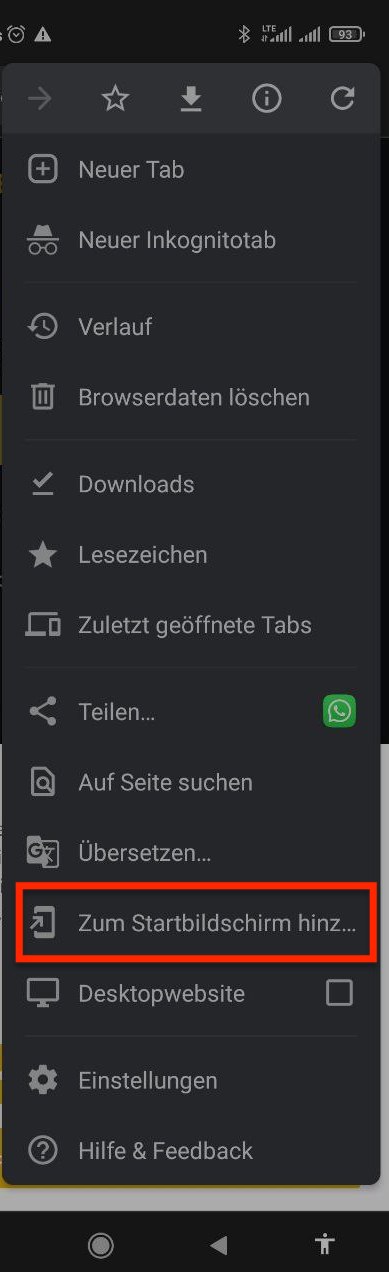 LTE
93
Neuer Tab
Neuer Inkognitotab
Verlauf
Browserdaten löschen
Downloads
Lesezeichen
Zuletzt geöffnete Tabs
Teilen…
Auf Seite suchen
Übersetzen…
Zum Startbildschirm hinz…
Desktopwebsite
Einstellungen
Hilfe & Feedback